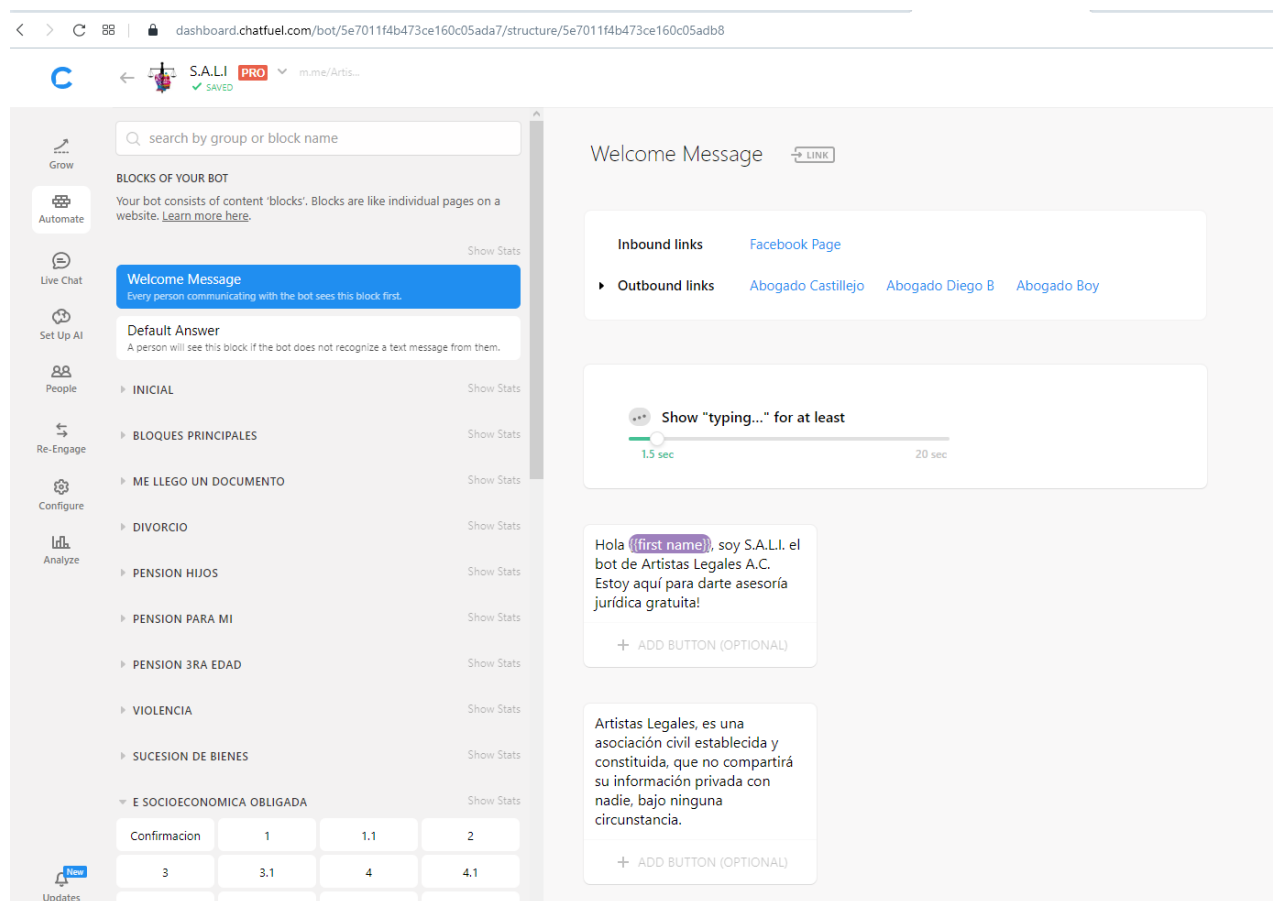 dashboard.chatfuel.com/bot/5e7011f4b473ce160c05ada7/structure/5e7011f4b473ce160c05adb8
S.A.L.I PRO m.me/Artis...
SAVED
Grow
Automate
Live Chat
Set Up AI
People
Re-Engage
Configure
Analyze
New
Updates
search by group or block name
BLOCKS OF YOUR BOT
Your bot consists of content 'blocks'. Blocks are like individual pages on a
website. Learn more here.
Show Stats
Welcome Message
Every person communicating with the bot sees this block first.
Default Answer
A person will see this block if the bot does not recognize a text message from them.
INICIAL Show Stats
BLOQUES PRINCIPALES Show Stats
ME LLEGO UN DOCUMENTO Show Stats
DIVORCIO Show Stats
PENSION HIJOS Show Stats
PENSION PARA MI Show Stats
PENSION 3RA EDAD Show Stats
VIOLENCIA Show Stats
SUCESION DE BIENES Show Stats
E SOCIOECONOMICA OBLIGADA Show Stats
Confirmacion 1 1.1 2
3 3.1 4 4.1
Welcome Message LINK
Inbound links Facebook Page
Outbound links Abogado Castillejo Abogado Diego B Abogado Boy
Show "typing..." for at least
1.5 sec 20 sec
Hola {{first name}}, soy S.A.L.I. el
bot de Artistas Legales A.C.
Estoy aquí para darte asesoría
jurídica gratuita!
+ ADD BUTTON (OPTIONAL)
Artistas Legales, es una
asociación civil establecida y
constituida, que no compartirá
su información privada con
nadie, bajo ninguna
circunstancia.
+ ADD BUTTON (OPTIONAL)